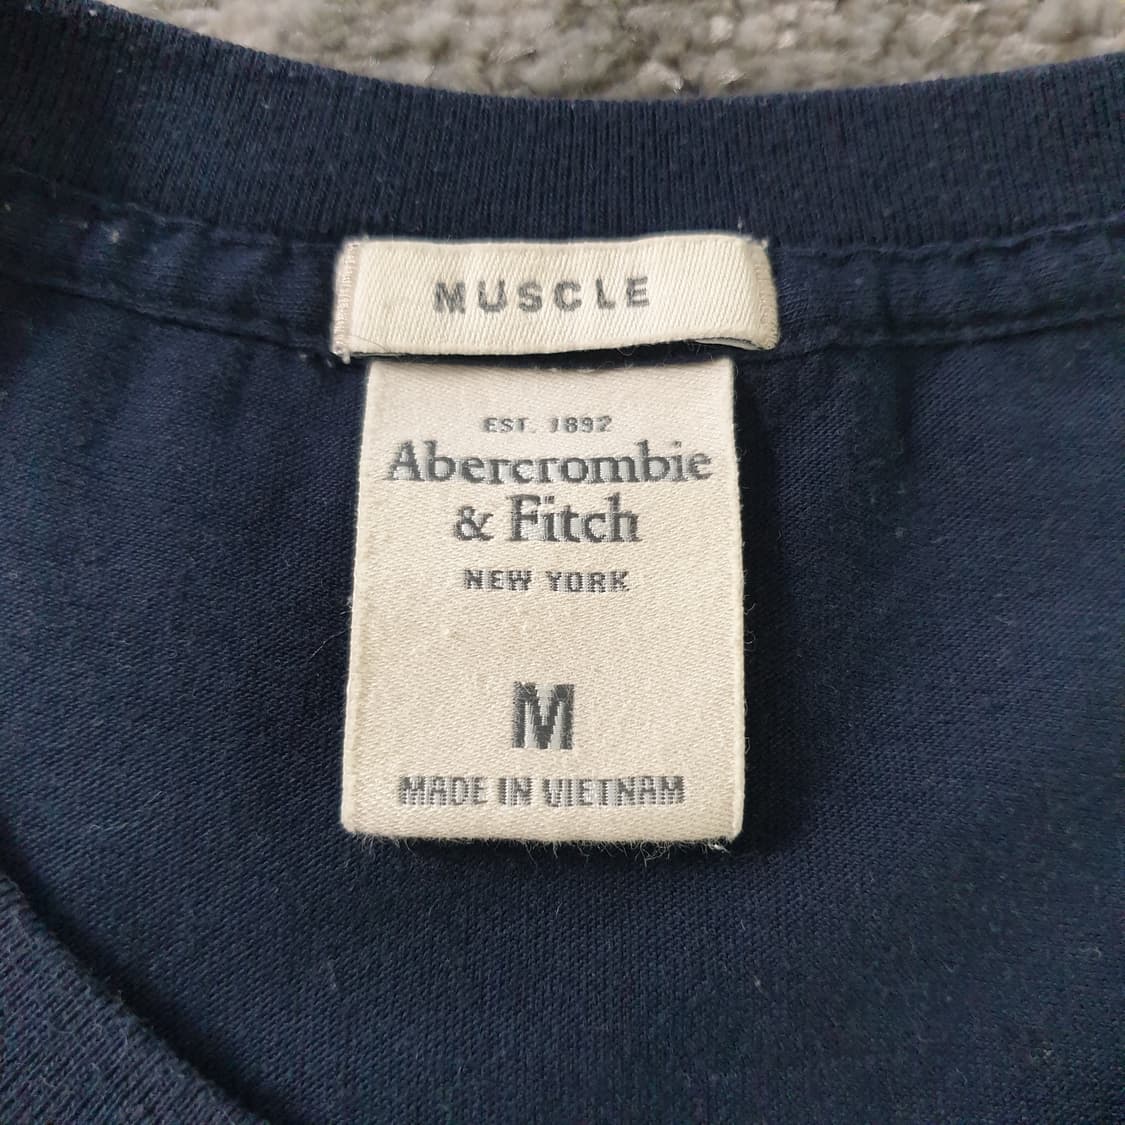 MUSCLE
EST. 1892
Abercrombie
& Fitch
NEW YORK
M
MADE IN VIETNAM